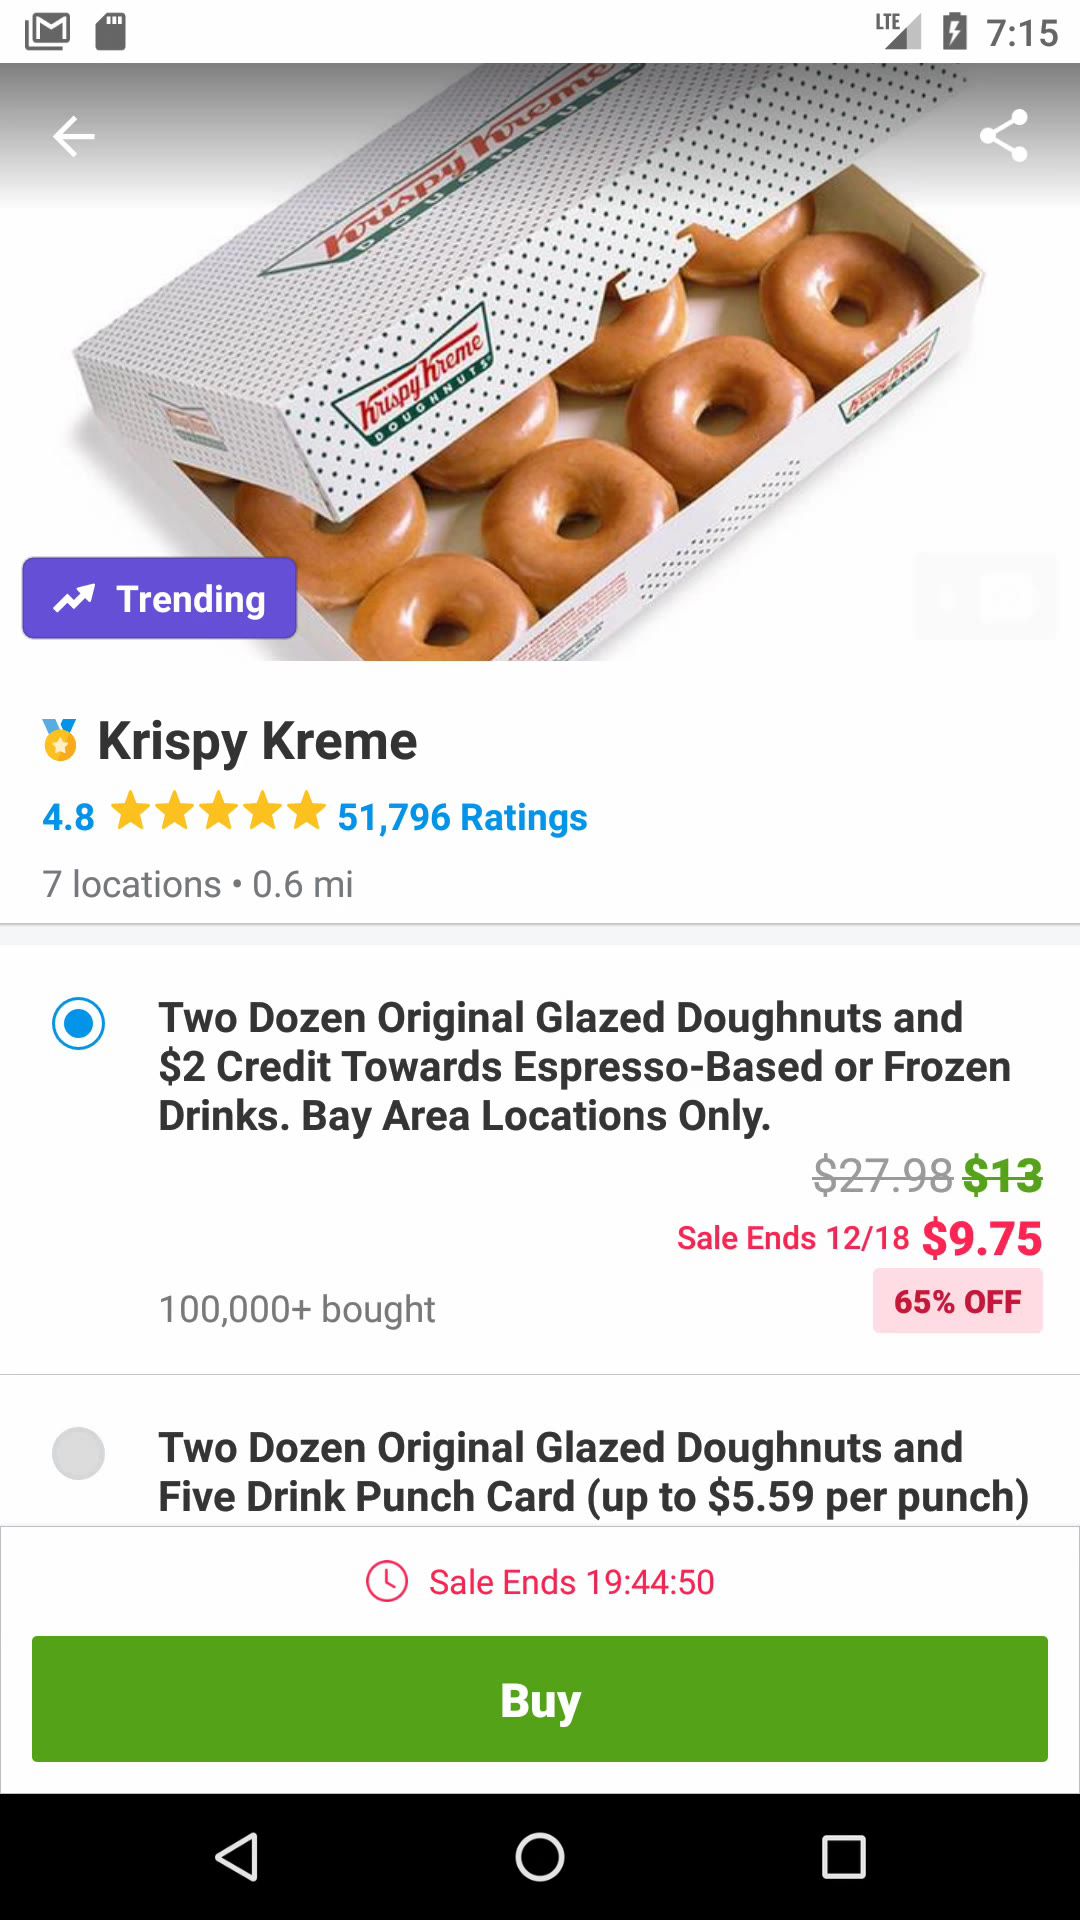 LTE 7:15
Krispy Kreme
DOUGHNUTS
Krispy Kreme
DOUGHNUTS
Krispy Kreme
Trending
Krispy Kreme
4.8 51,796 Ratings
7 locations • 0.6 mi
Two Dozen Original Glazed Doughnuts and
$2 Credit Towards Espresso-Based or Frozen
Drinks. Bay Area Locations Only.
$27.98 $13
Sale Ends 12/18 $9.75
100,000+ bought
65% OFF
Two Dozen Original Glazed Doughnuts and
Five Drink Punch Card (up to $5.59 per punch)
Sale Ends 19:44:50
Buy